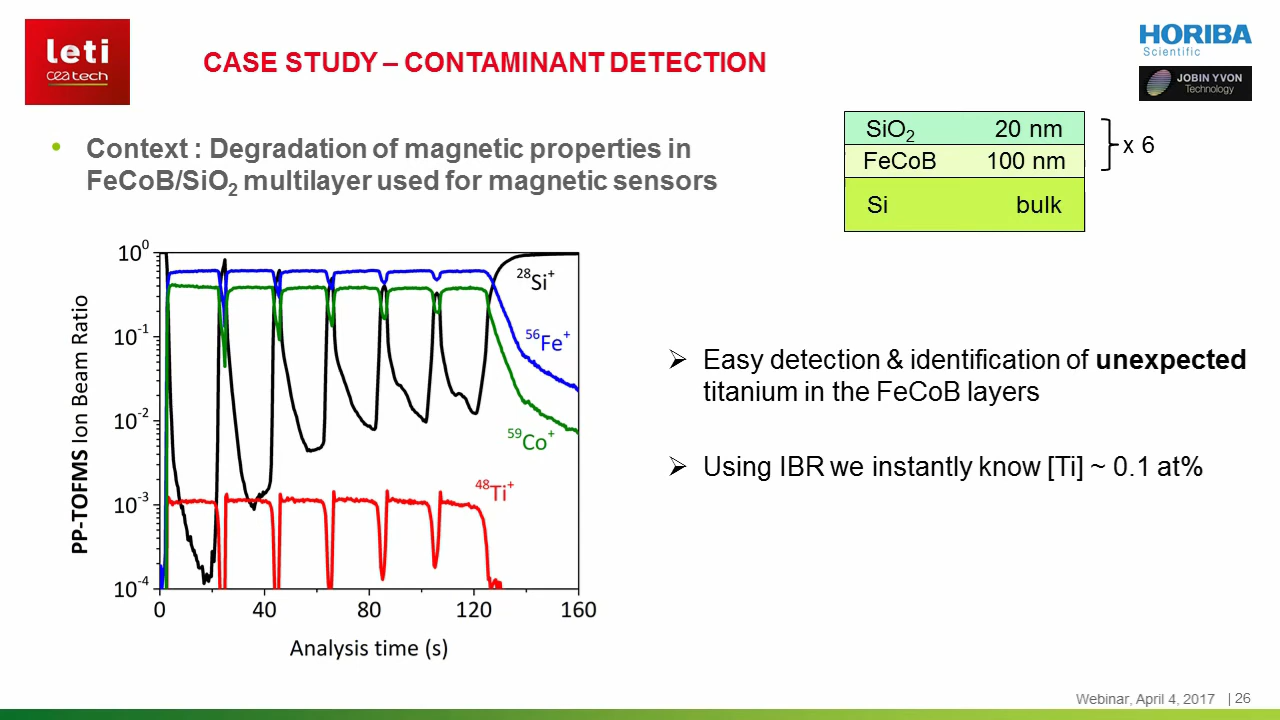 leti
ceatech
CASE STUDY – CONTAMINANT DETECTION
HORIBA
Scientific
JOBIN YVON
Technology
• Context : Degradation of magnetic properties in
FeCoB/SiO₂ multilayer used for magnetic sensors
SiO₂ 20 nm
FeCoB 100 nm
x 6
Si bulk
PP-TOFMS Ion Beam Ratio
10⁰
10⁻¹
10⁻²
10⁻³
10⁻⁴
²⁸Si⁺
⁵⁶Fe⁺
⁵⁹Co⁺
⁴⁸Ti⁺
0 40 80 120 160
Analysis time (s)
➢ Easy detection & identification of unexpected
titanium in the FeCoB layers
➢ Using IBR we instantly know [Ti] ~ 0.1 at%
Webinar, April 4, 2017 | 26